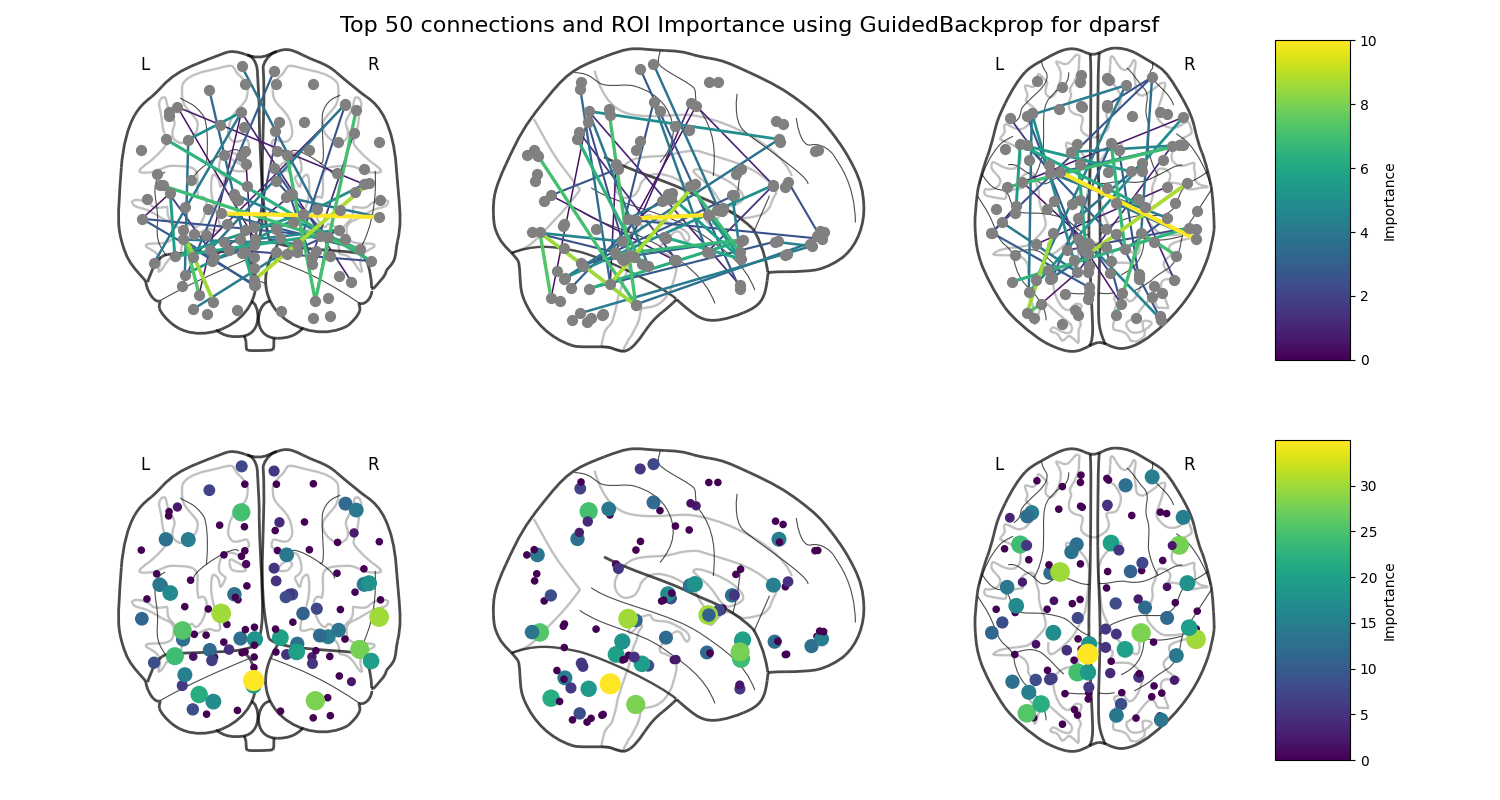 Top 50 connections and ROI Importance using GuidedBackprop for dparsf
L
R
L
R
10
8
6
4
2
0
Importance
L
R
L
R
30
25
20
15
10
5
0
Importance